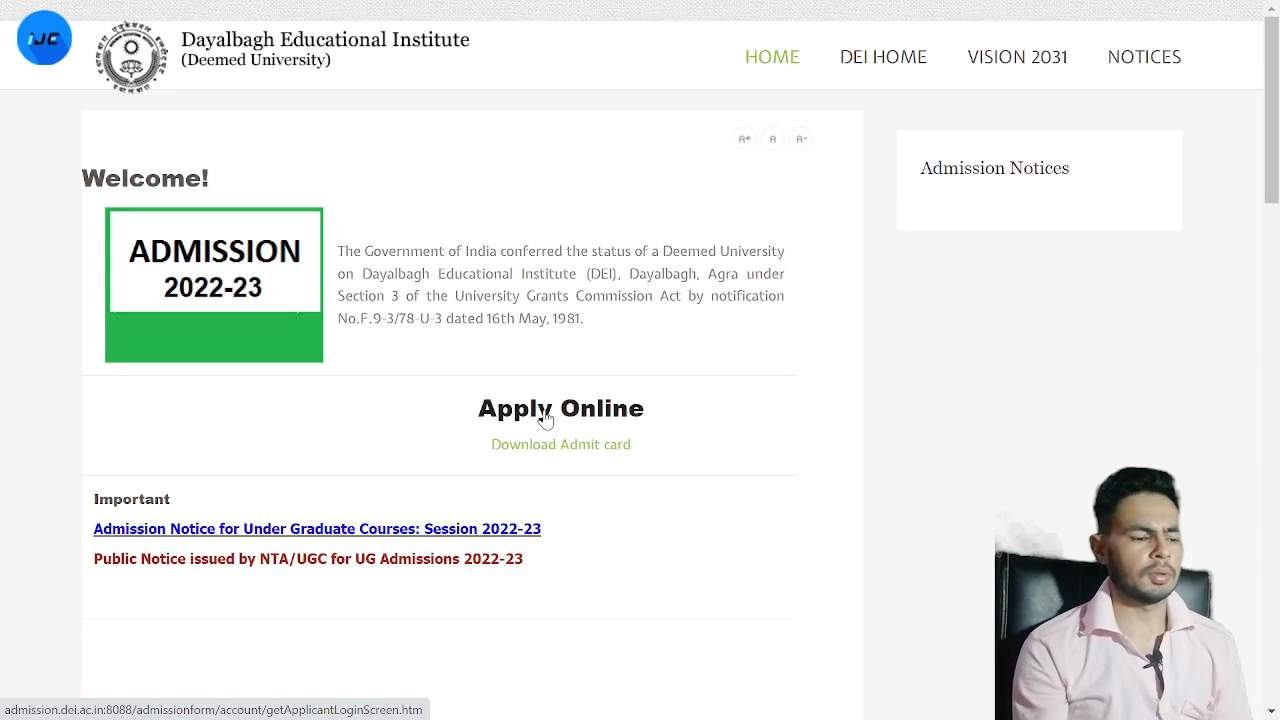 iJC
Dayalbagh Educational Institute
(Deemed University)
HOME
DEI HOME
VISION 2031
NOTICES
A+
A
A-
Welcome!
Admission Notices
ADMISSION
2022-23
The Government of India conferred the status of a Deemed University
on Dayalbagh Educational Institute (DEI), Dayalbagh, Agra under
Section 3 of the University Grants Commission Act by notification
No.F.9-3/78-U-3 dated 16th May, 1981.
Apply Online
Download Admit card
Important
Admission Notice for Under Graduate Courses: Session 2022-23
Public Notice issued by NTA/UGC for UG Admissions 2022-23
admission.dei.ac.in:8088/admissionform/account/getApplicantLoginScreen.htm